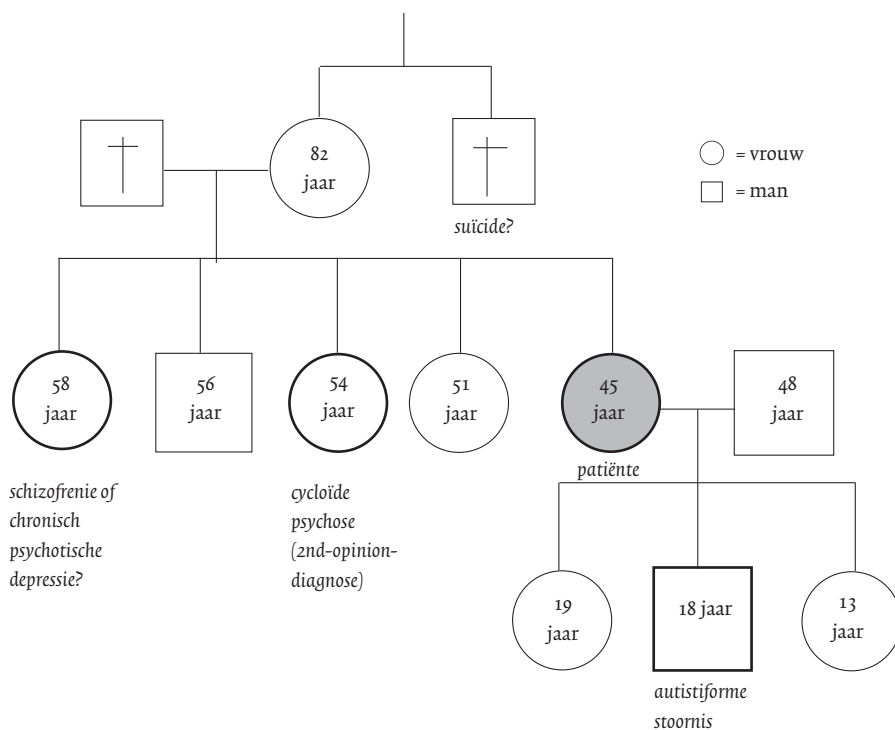 82
jaar
= vrouw
= man
suïcide?
58
jaar
56
jaar
54
jaar
51
jaar
45
jaar
48
jaar
patiënte
schizofrenie of
chronisch
psychotische
depressie?
cycloïde
psychose
(2nd-opinion-
diagnose)
19
jaar
18 jaar
13
jaar
autistiforme
stoornis